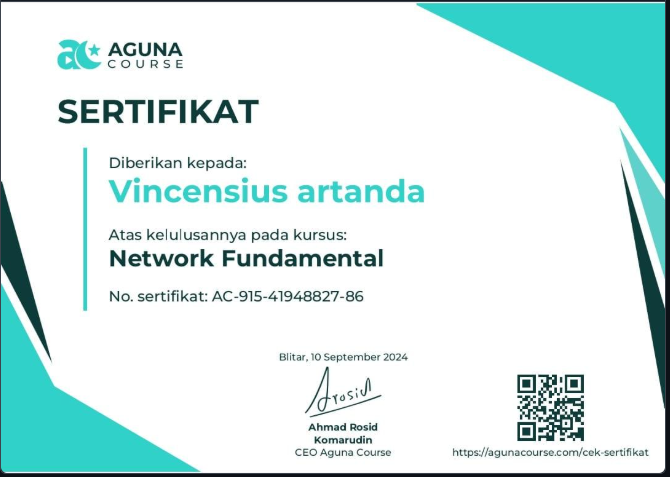 ac
AGUNA
COURSE
SERTIFIKAT
Diberikan kepada:
Vincensius artanda
Atas kelulusannya pada kursus:
Network Fundamental
No. sertifikat: AC-915-41948827-86
Blitar, 10 September 2024
Arosid
Ahmad Rosid
Komarudin
CEO Aguna Course
https://agunacourse.com/cek-sertifikat